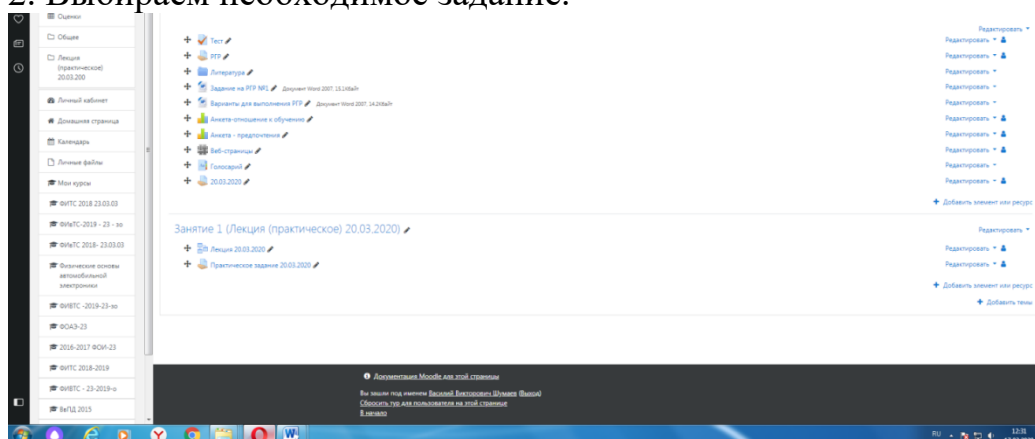 2. Выбираем необходимое задание.
Оценки
Общее
Лекция
(практическое)
20.03.200
Личный кабинет
Домашняя страница
Календарь
Личные файлы
Мои курсы
ФИТС 2018 23.03.03
ФИвТС-2019 - 23 - зо
ФИвТС 2018- 23.03.03
Физические основы
автомобильной
электроники
ФИВТС -2019-23-зо
ФОАЭ-23
2016-2017 ФОИ-23
ФИТС 2018-2019
ФИВТС - 23-2019-о
ВвПД 2015
Редактировать
Тест Редактировать
РГР Редактировать
Литература Редактировать
Задание на РГР №1 Документ Word 2007, 15.1Кбайт Редактировать
Варианты для выполнения РГР Документ Word 2007, 14.2Кбайт Редактировать
Анкета-отношение к обучению Редактировать
Анкета - предпочтения Редактировать
Веб-страницы Редактировать
Голосарий Редактировать
20.03.2020 Редактировать
Добавить элемент или ресурс
Занятие 1 (Лекция (практическое) 20.03.2020) Редактировать
Лекция 20.03.2020 Редактировать
Практическое задание 20.03.2020 Редактировать
Добавить элемент или ресурс
Добавить темы
Документация Moodle для этой страницы
Вы зашли под именем Василий Викторович Шумаев (Выход)
Сбросить тур для пользователя на этой странице
В начало
RU 12:31